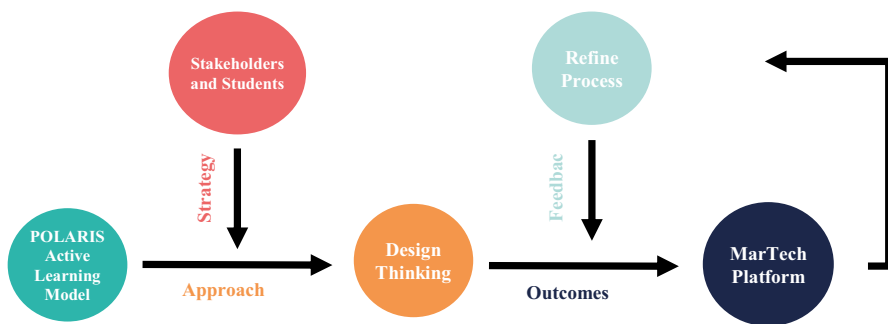 Stakeholders
and Students
Refine
Process
Strategy
Feedbac
POLARIS
Active
Learning
Model
Approach
Design
Thinking
Outcomes
MarTech
Platform